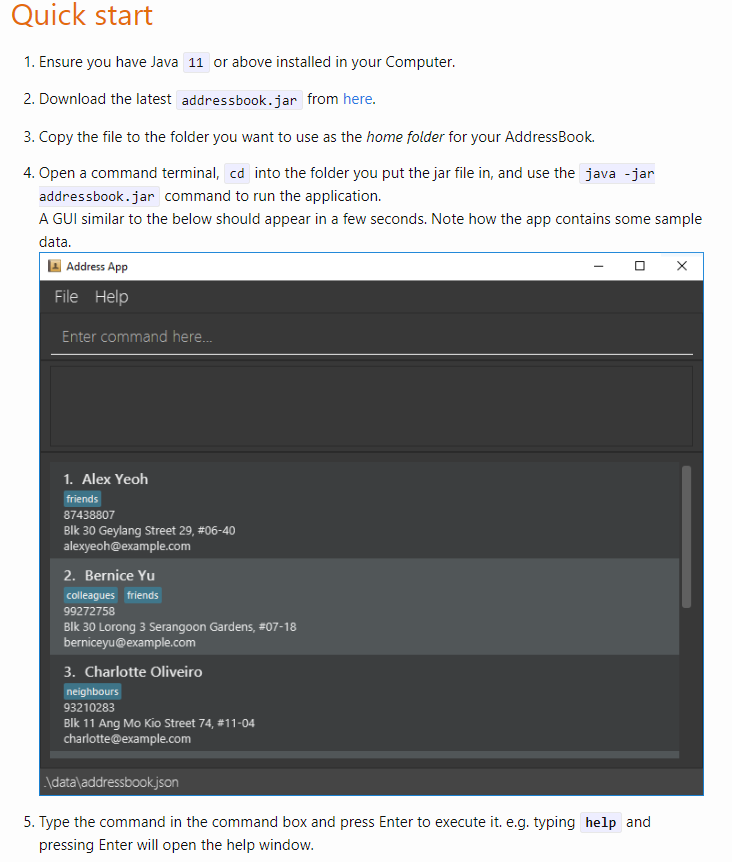 Quick start
1. Ensure you have Java 11 or above installed in your Computer.
2. Download the latest addressbook.jar from here.
3. Copy the file to the folder you want to use as the home folder for your AddressBook.
4. Open a command terminal, cd into the folder you put the jar file in, and use the java -jar
addressbook.jar command to run the application.
A GUI similar to the below should appear in a few seconds. Note how the app contains some sample
data.
Address App
File Help
Enter command here...
1. Alex Yeoh
friends
87438807
Blk 30 Geylang Street 29, #06-40
alexyeoh@example.com
2. Bernice Yu
colleagues friends
99272758
Blk 30 Lorong 3 Serangoon Gardens, #07-18
berniceyu@example.com
3. Charlotte Oliveiro
neighbours
93210283
Blk 11 Ang Mo Kio Street 74, #11-04
charlotte@example.com
.\data\addressbook.json
5. Type the command in the command box and press Enter to execute it. e.g. typing help and
pressing Enter will open the help window.